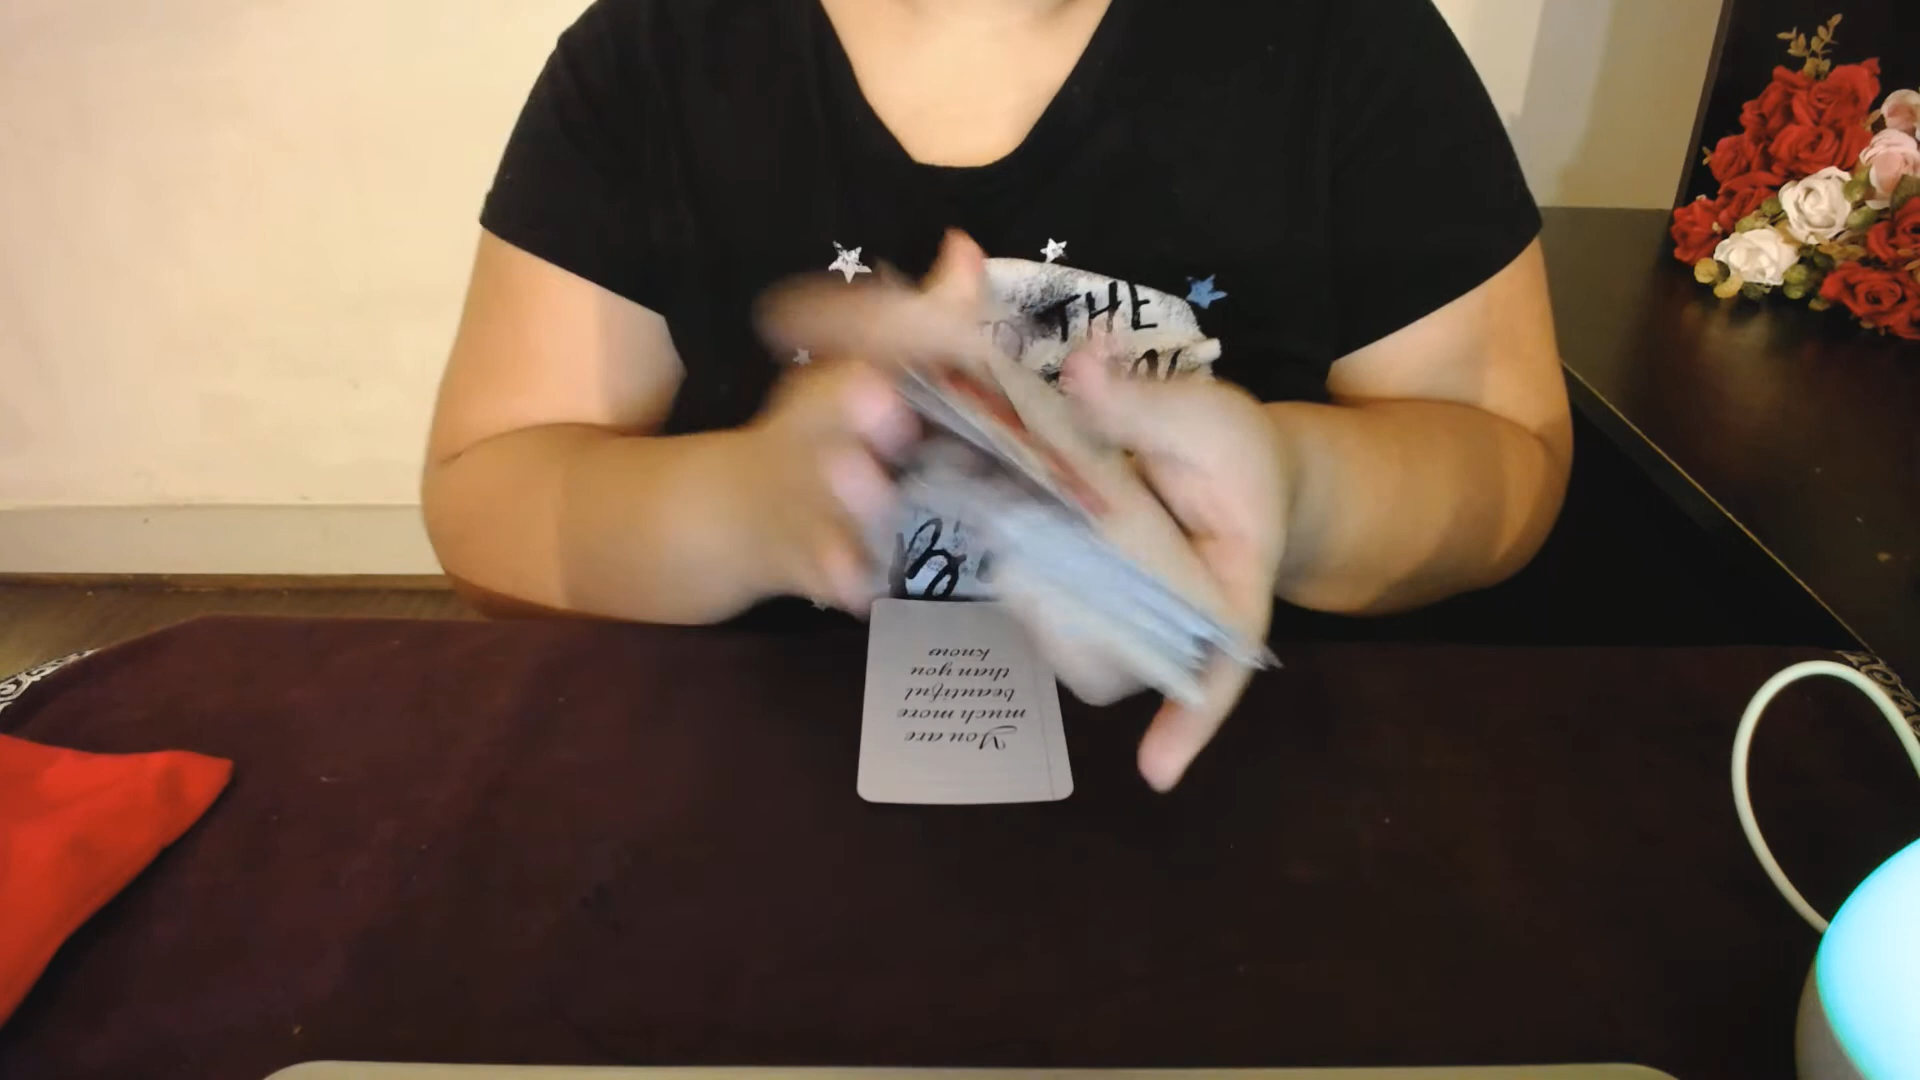 THE
You are
much more
beautiful
than you
know